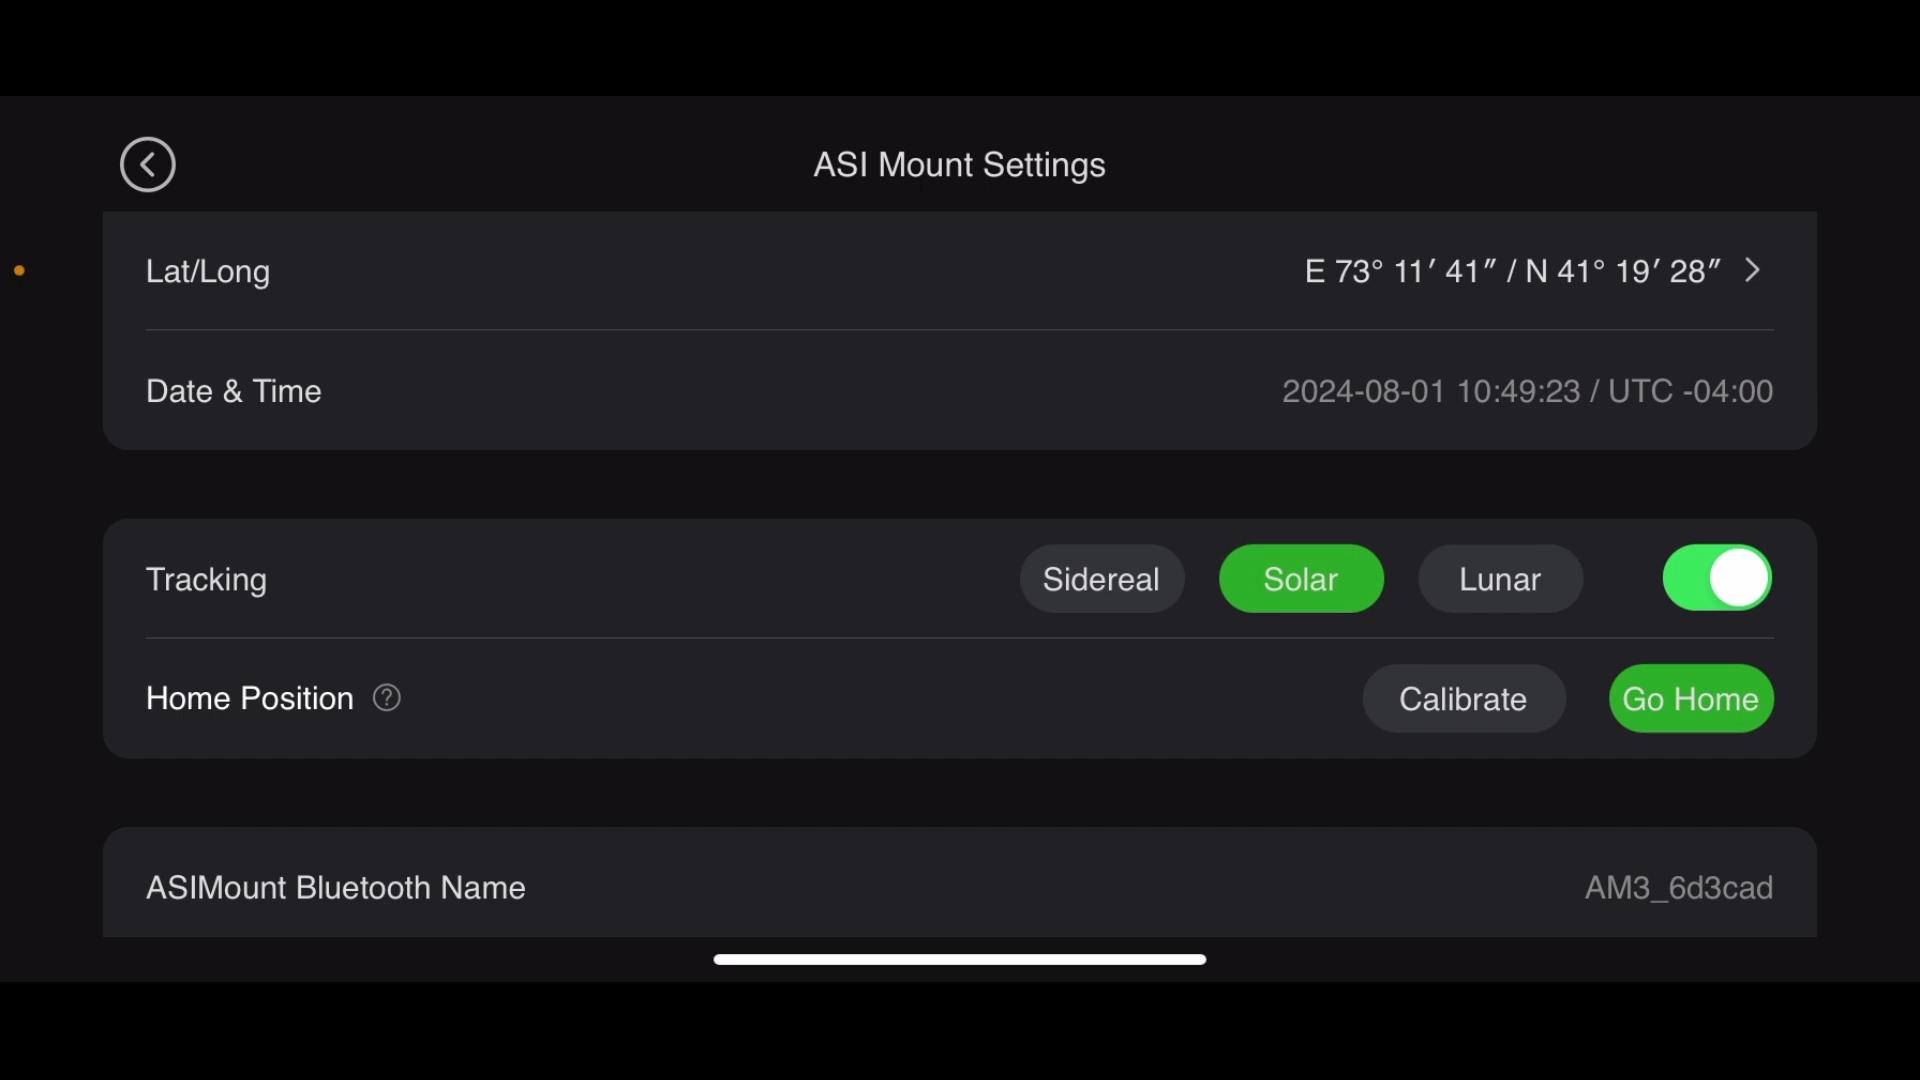 ASI Mount Settings
Lat/Long E 73° 11′ 41″ / N 41° 19′ 28″
Date & Time 2024-08-01 10:49:23 / UTC -04:00
Tracking Sidereal Solar Lunar
Home Position ? Calibrate Go Home
ASIMount Bluetooth Name AM3_6d3cad